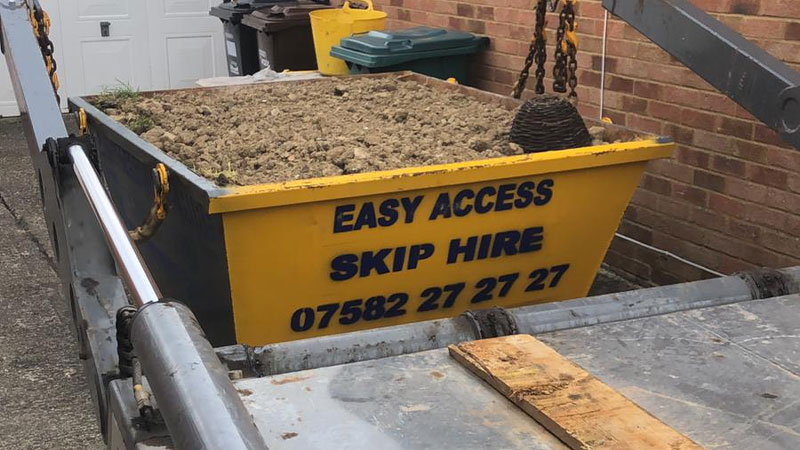 EASY ACCESS
SKIP HIRE
07582 27 27 27